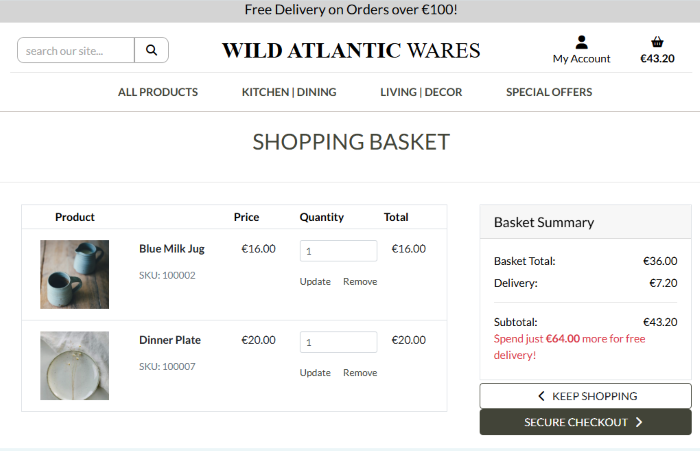 Free Delivery on Orders over €100!
search our site...
WILD ATLANTIC WARES
My Account
€43.20
ALL PRODUCTS
KITCHEN | DINING
LIVING | DECOR
SPECIAL OFFERS
SHOPPING BASKET
Product Price Quantity Total
Blue Milk Jug €16.00 1 €16.00
SKU: 100002
Update Remove
Dinner Plate €20.00 1 €20.00
SKU: 100007
Update Remove
Basket Summary
Basket Total: €36.00
Delivery: €7.20
Subtotal: €43.20
Spend just €64.00 more for free
delivery!
KEEP SHOPPING
SECURE CHECKOUT